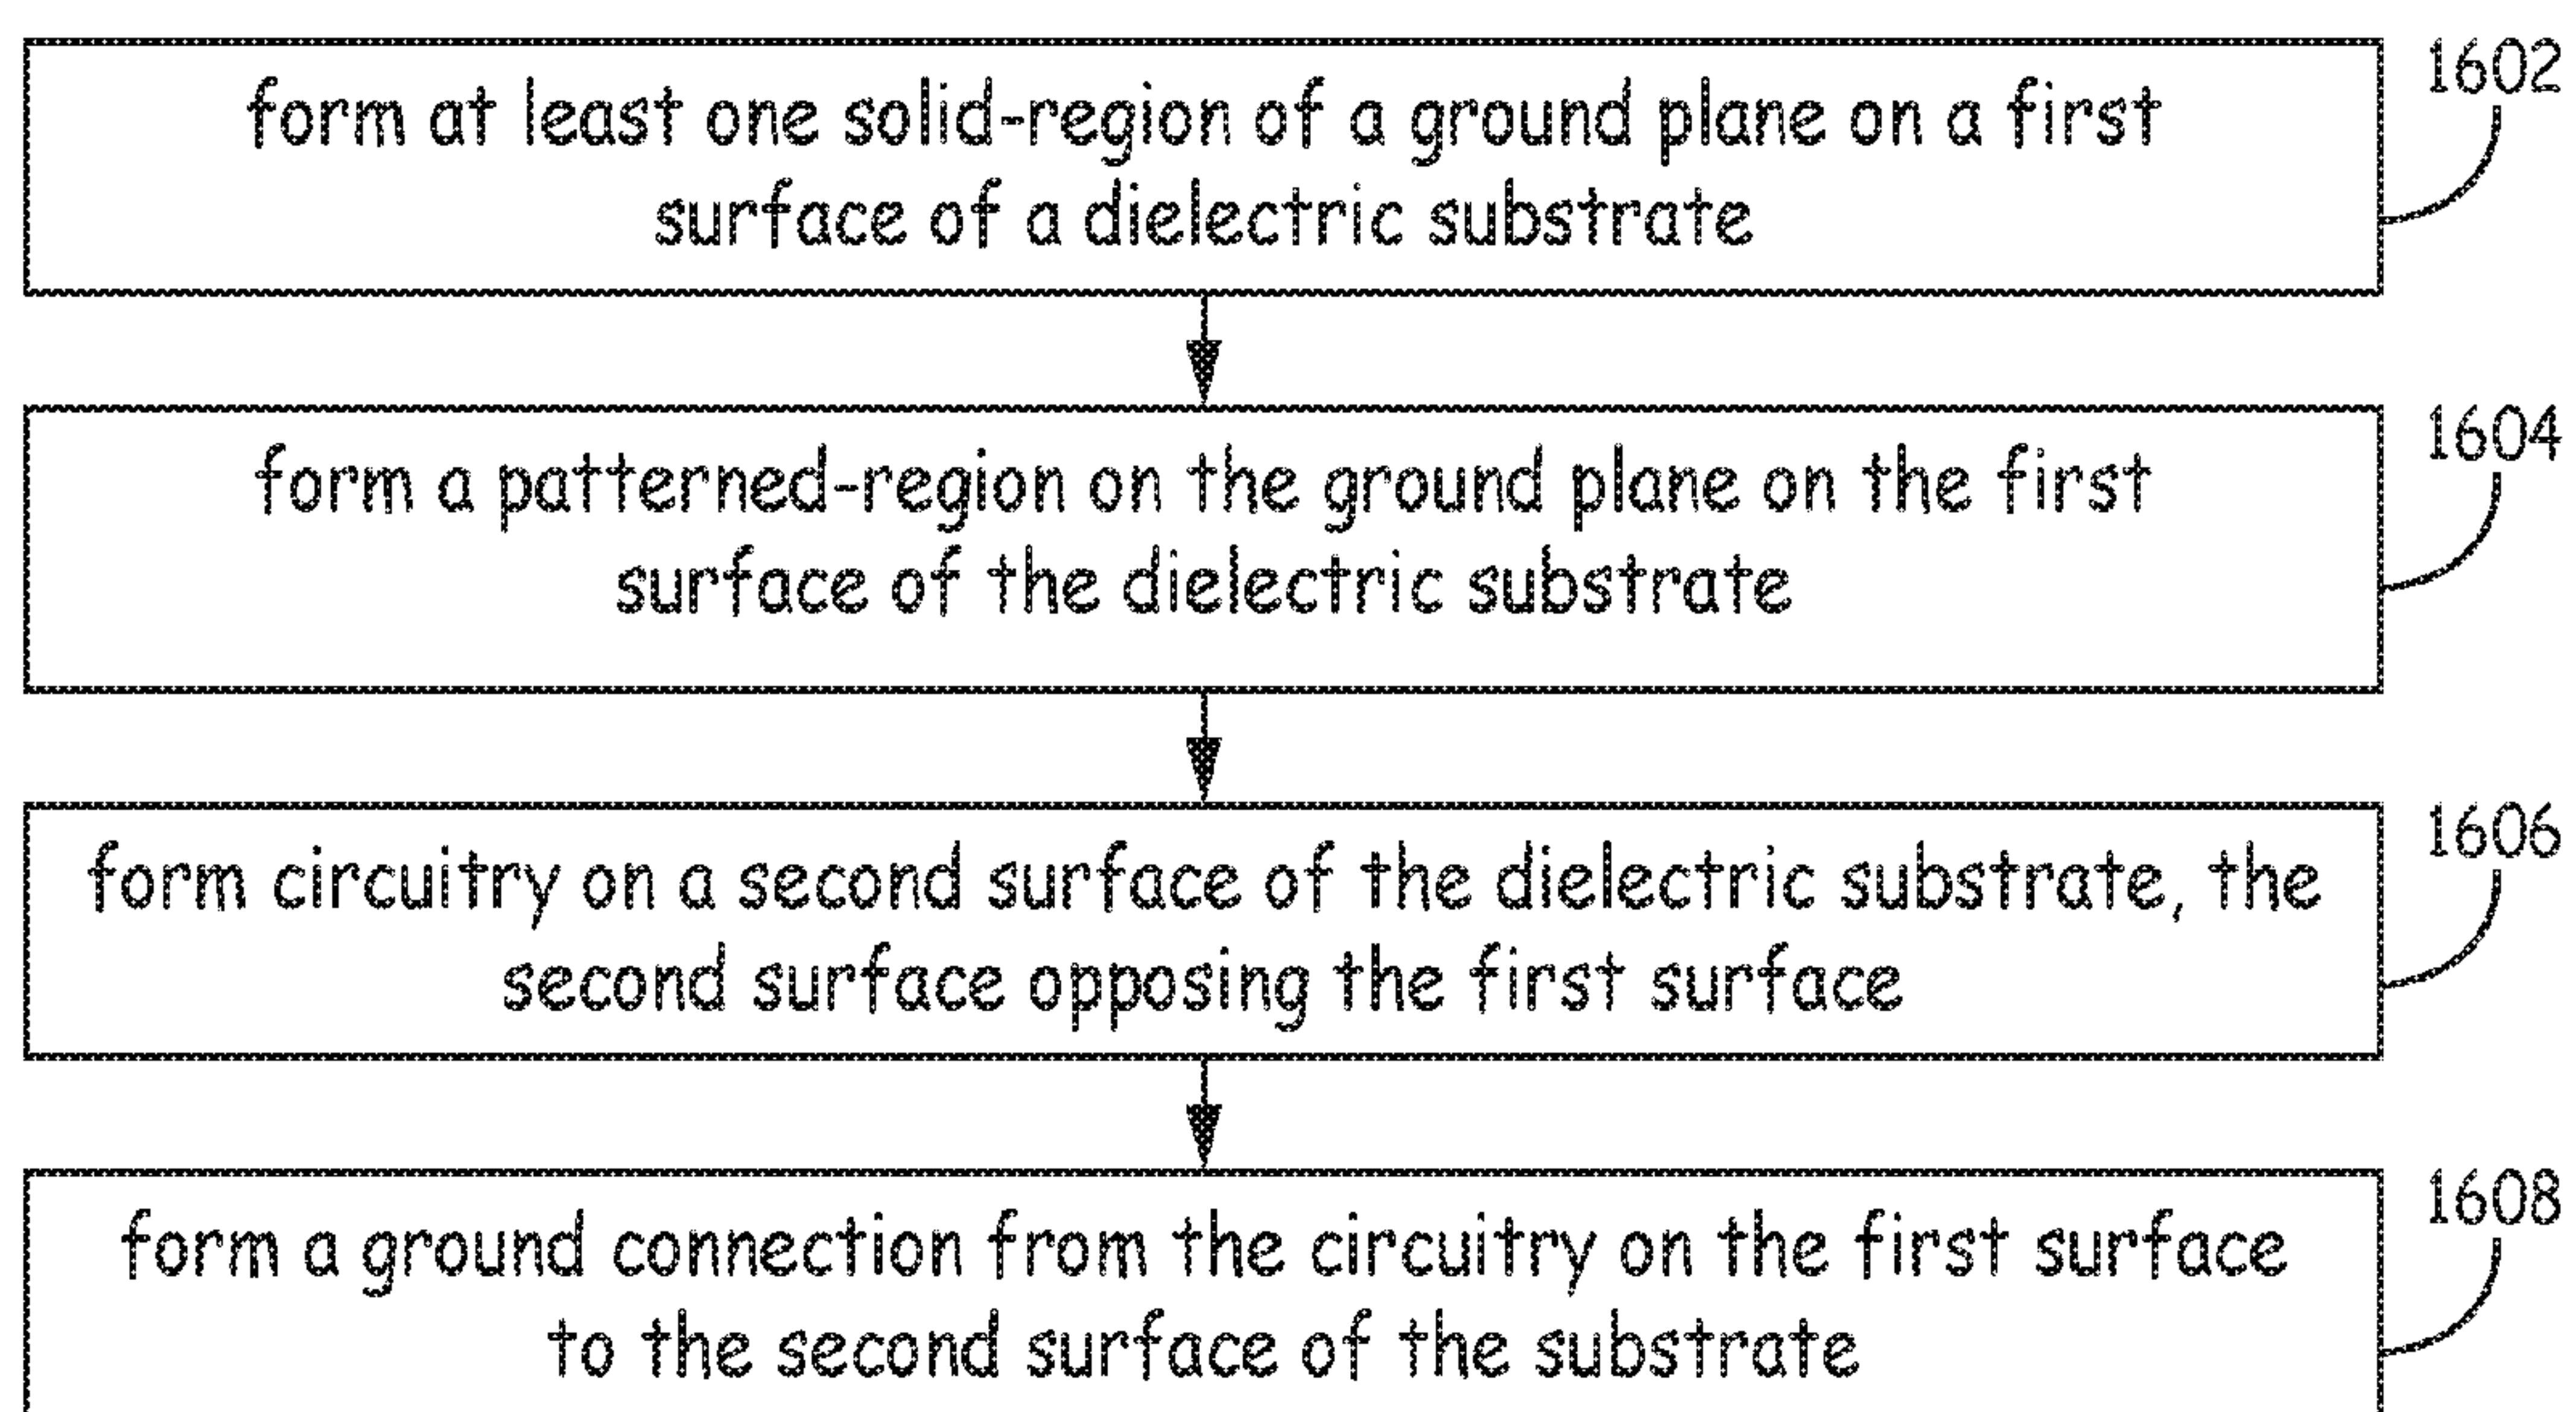 form at least one solid-region of a ground plane on a first
surface of a dielectric substrate
1602
form a patterned-region on the ground plane on the first
surface of the dielectric substrate
1604
form circuitry on a second surface of the dielectric substrate, the
second surface opposing the first surface
1606
form a ground connection from the circuitry on the first surface
to the second surface of the substrate
1608